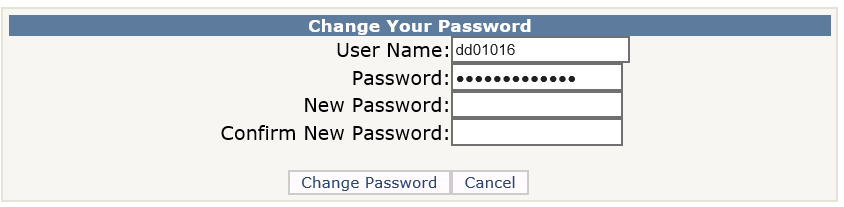 Change Your Password
User Name: dd01016
Password: •••••••••••••
New Password:
Confirm New Password:
Change Password Cancel